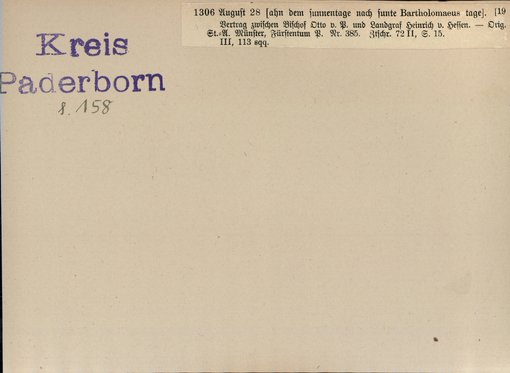 1306 August 28 [ahn dem sunnentage nach sunte Bartholomaeus tage]. [19
Vertrag zwischen Bischof Otto v. P. und Landgraf Heinrich v. Hessen. — Orig.
St.-A. Münster, Fürstentum P. Nr. 385. Ztschr. 72 II, S. 15.
III, 113 sqq.
Kreis
Paderborn
S. 158